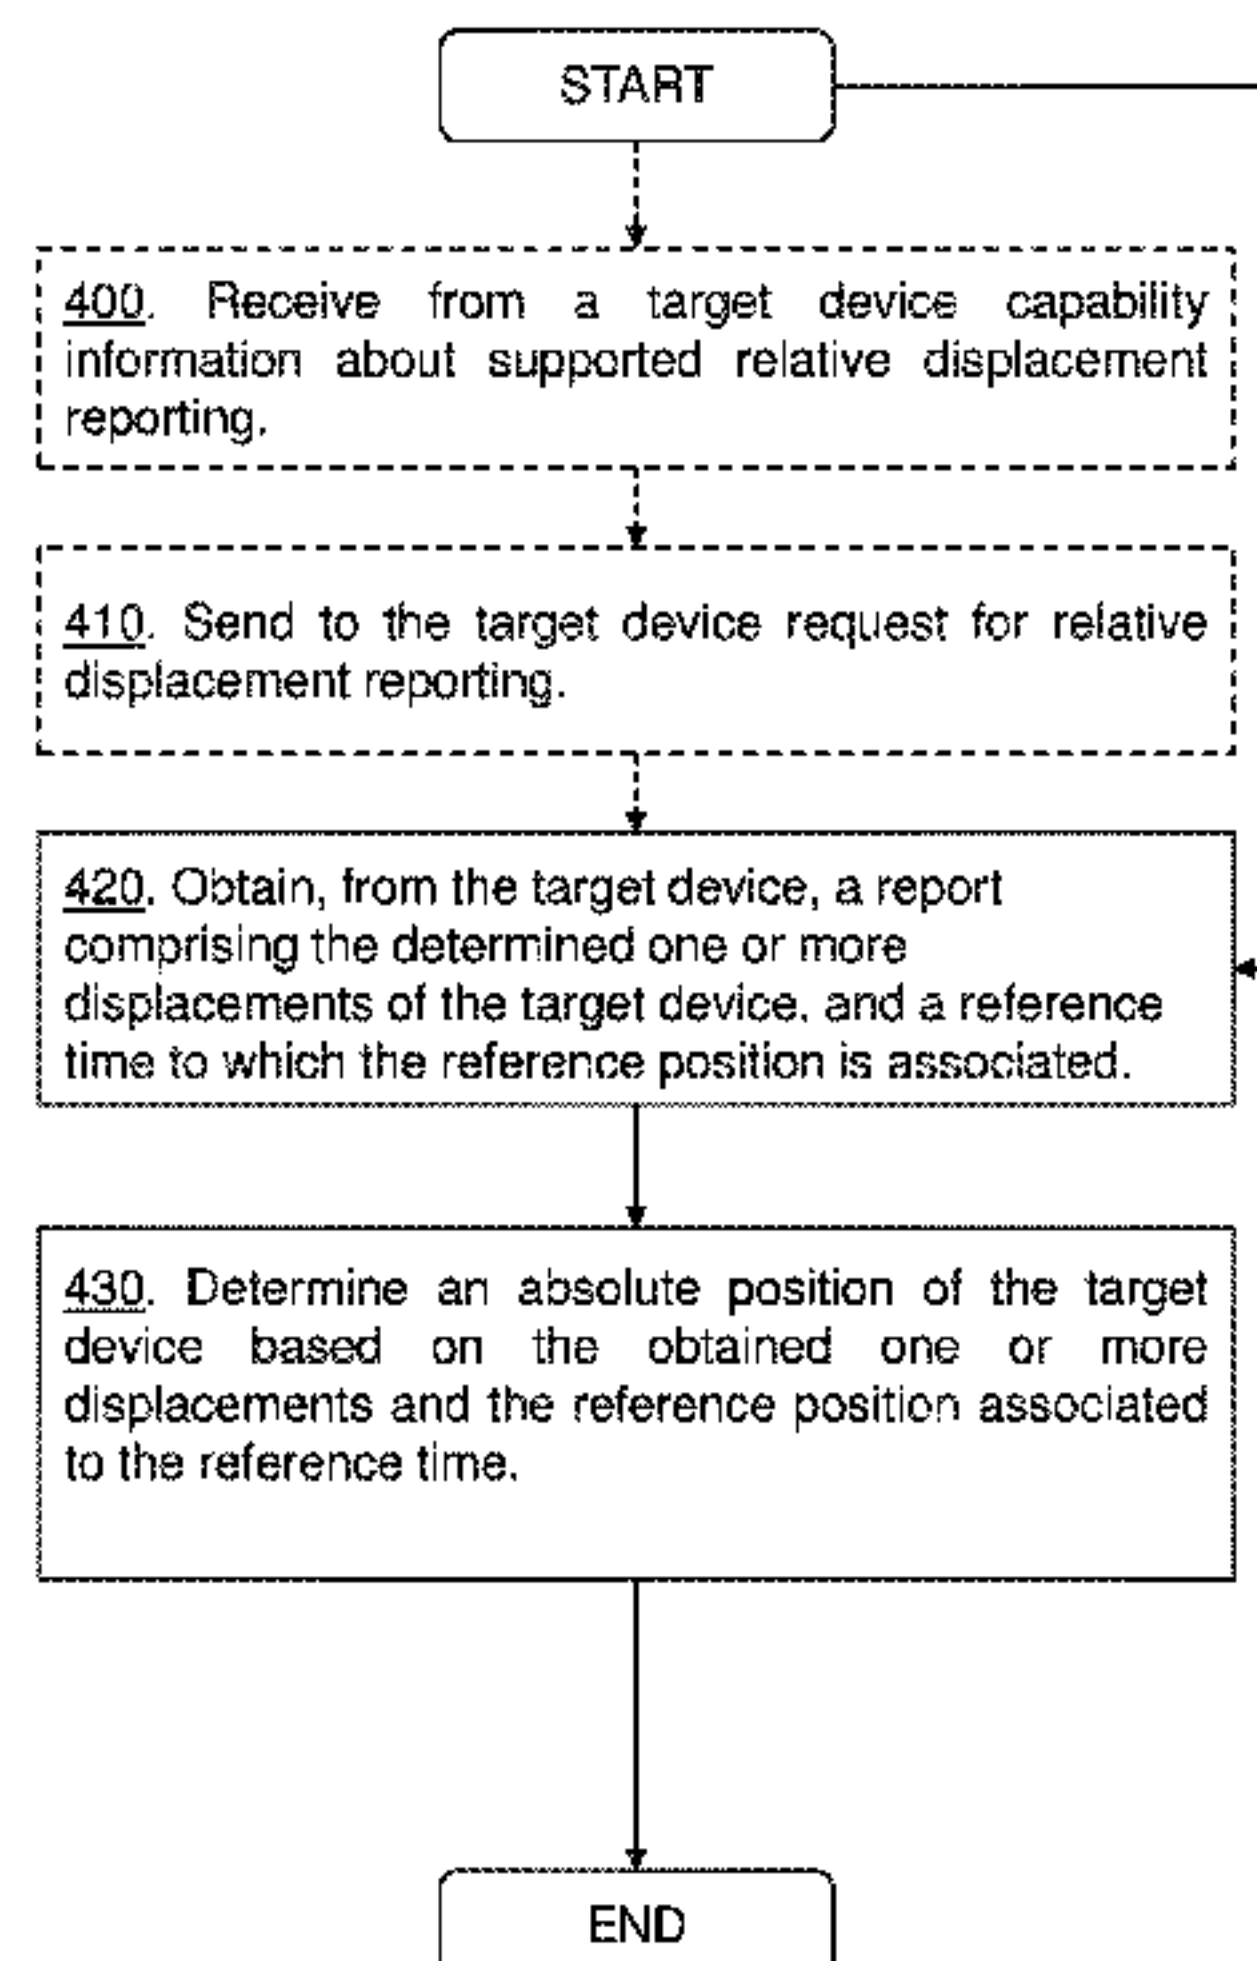 START
400. Receive from a target device capability
information about supported relative displacement
reporting.
410. Send to the target device request for relative
displacement reporting.
420. Obtain, from the target device, a report
comprising the determined one or more
displacements of the target device, and a reference
time to which the reference position is associated.
430. Determine an absolute position of the target
device based on the obtained one or more
displacements and the reference position associated
to the reference time.
END